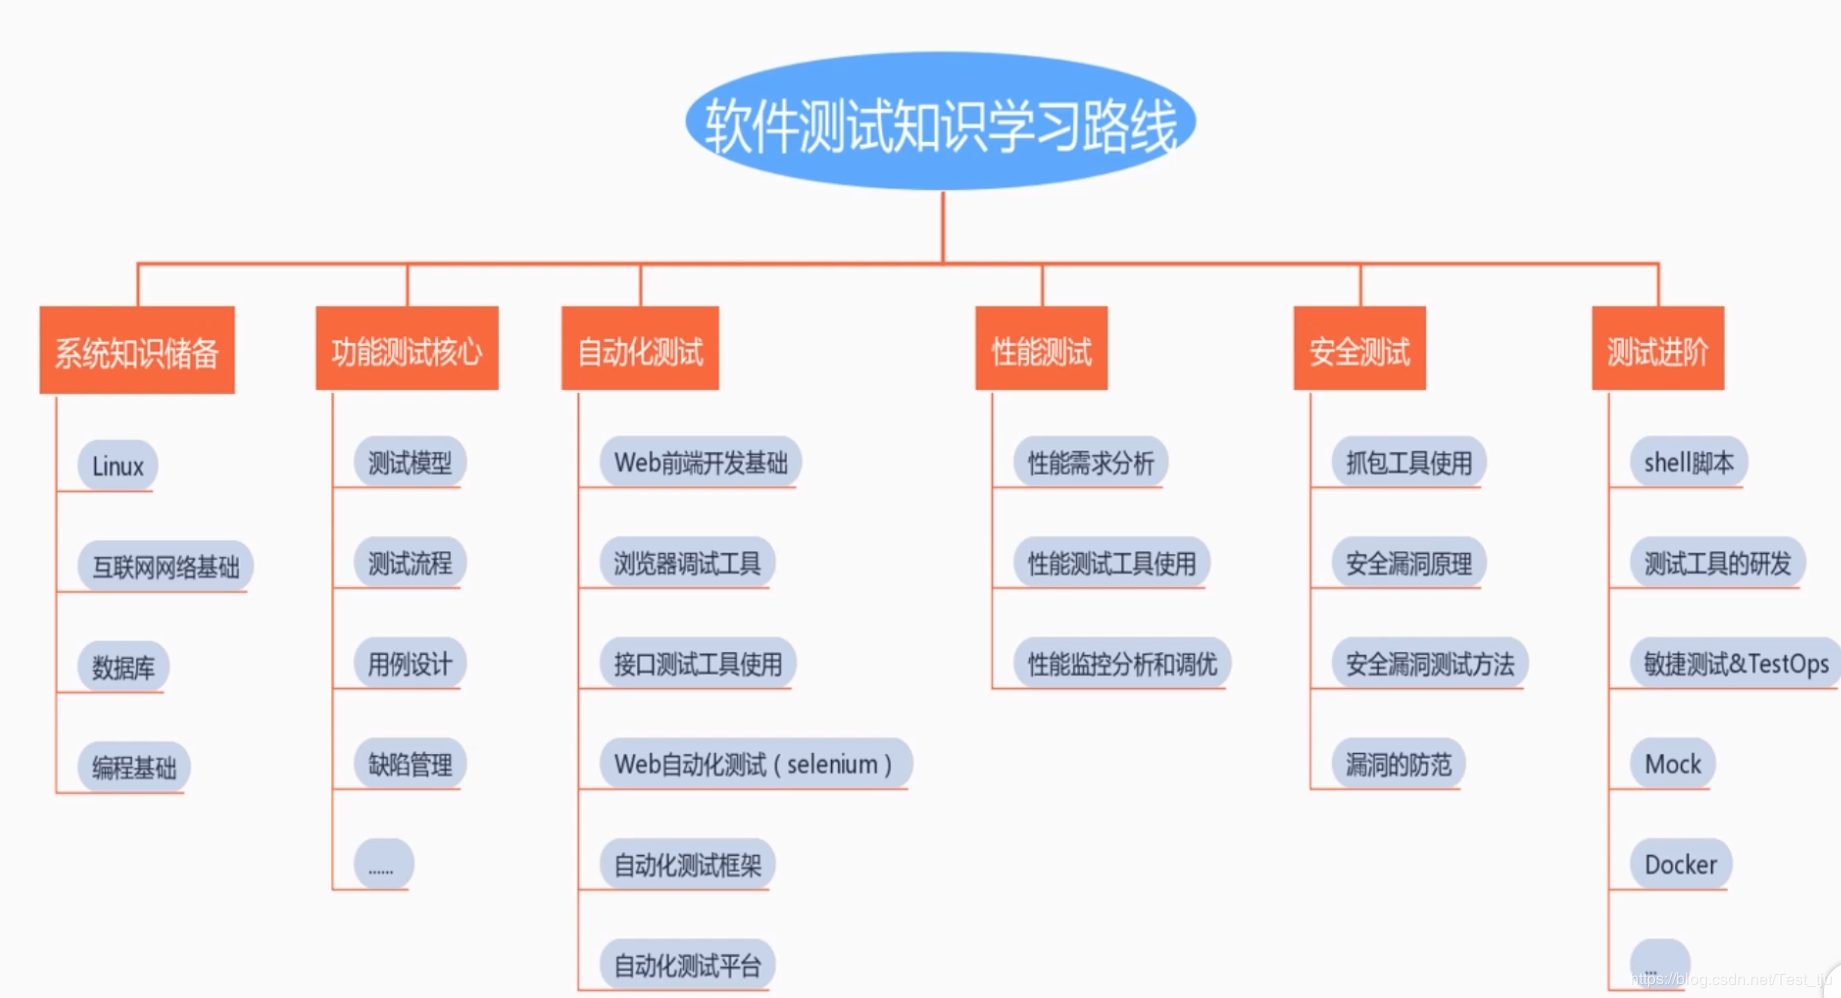 软件测试知识学习路线
系统知识储备
Linux
互联网网络基础
数据库
编程基础
功能测试核心
测试模型
测试流程
用例设计
缺陷管理
......
自动化测试
Web前端开发基础
浏览器调试工具
接口测试工具使用
Web自动化测试（selenium）
自动化测试框架
自动化测试平台
性能测试
性能需求分析
性能测试工具使用
性能监控分析和调优
安全测试
抓包工具使用
安全漏洞原理
安全漏洞测试方法
漏洞的防范
测试进阶
shell脚本
测试工具的研发
敏捷测试&TestOps
Mock
Docker
...